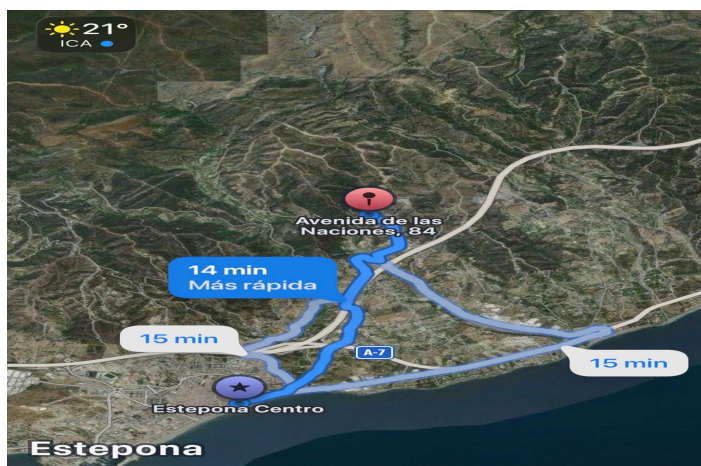 21°
ICA
Avenida de las
Naciones, 84
14 min
Más rápida
15 min
A-7
15 min
Estepona Centro
Estepona